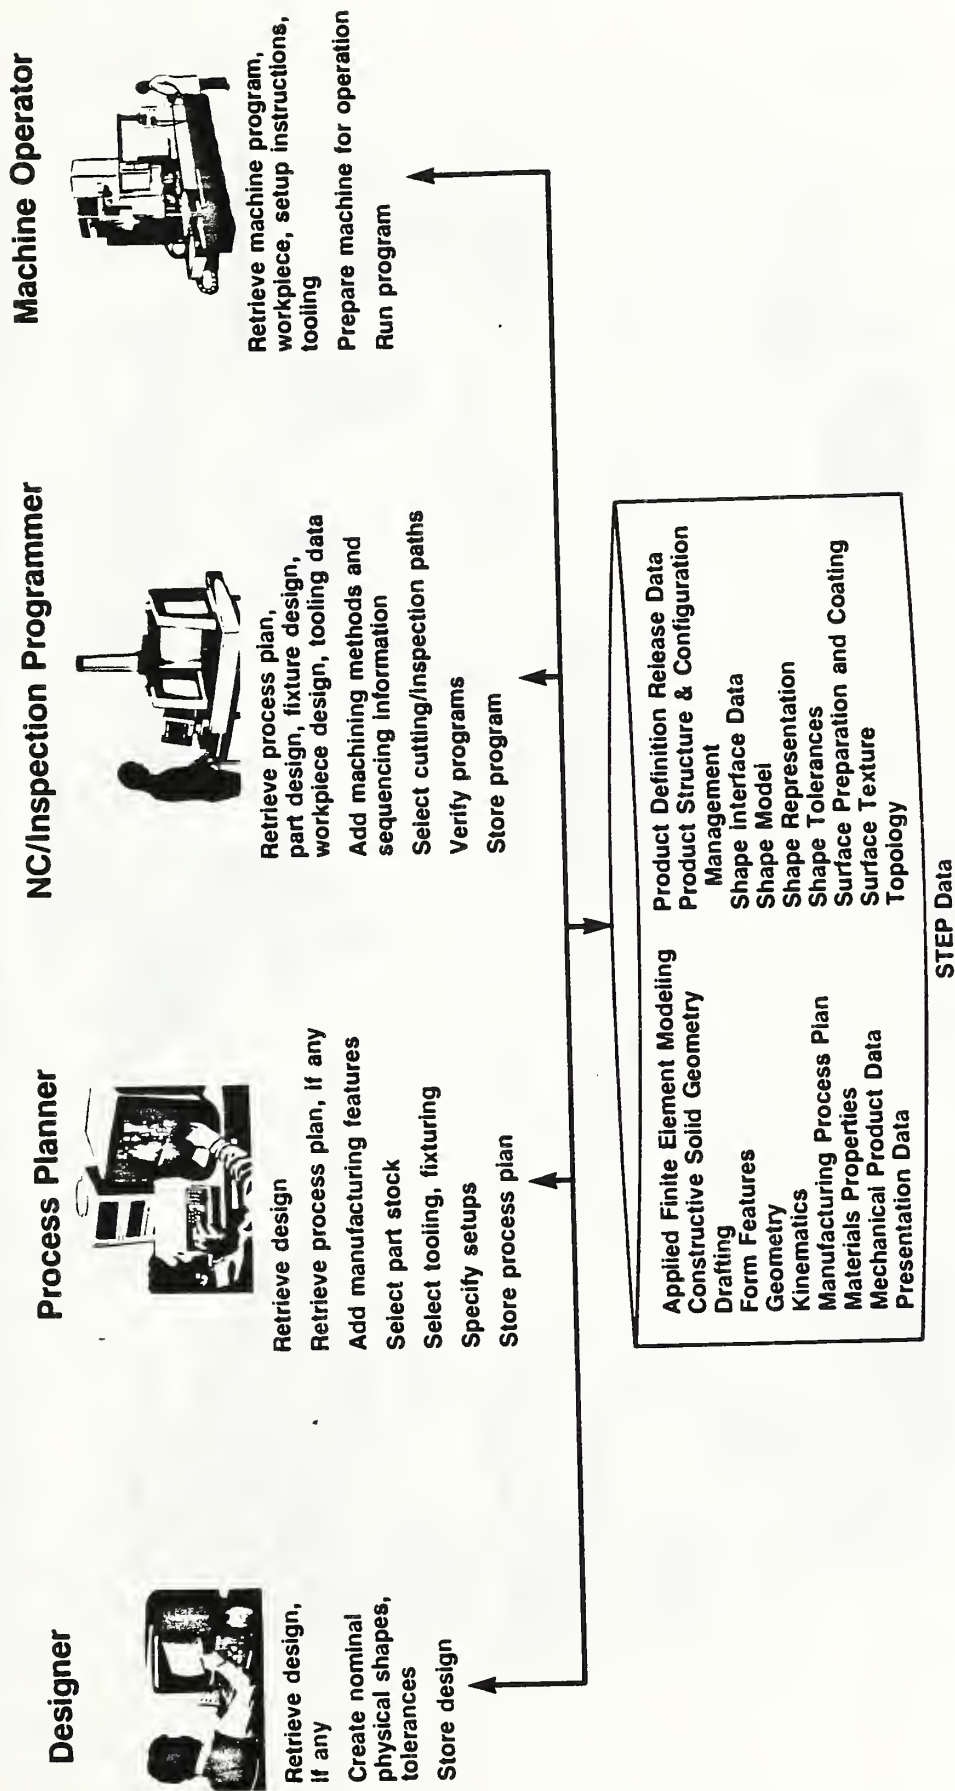 Designer
Retrieve design,
if any
Create nominal
physical shapes,
tolerances
Store design
Process Planner
Retrieve design
Retrieve process plan, if any
Add manufacturing features
Select part stock
Select tooling, fixturing
Specify setups
Store process plan
NC/Inspection Programmer
Retrieve process plan,
part design, fixture design,
workpiece design, tooling data
Add machining methods and
sequencing information
Select cutting/inspection paths
Verify programs
Store program
Machine Operator
Retrieve machine program,
workpiece, setup instructions,
tooling
Prepare machine for operation
Run program
Applied Finite Element Modeling
Constructive Solid Geometry
Drafting
Form Features
Geometry
Kinematics
Manufacturing Process Plan
Materials Properties
Mechanical Product Data
Presentation Data
Product Definition Release Data
Product Structure & Configuration
Management
Shape Interface Data
Shape Model
Shape Representation
Shape Tolerances
Surface Preparation and Coating
Surface Texture
Topology
STEP Data